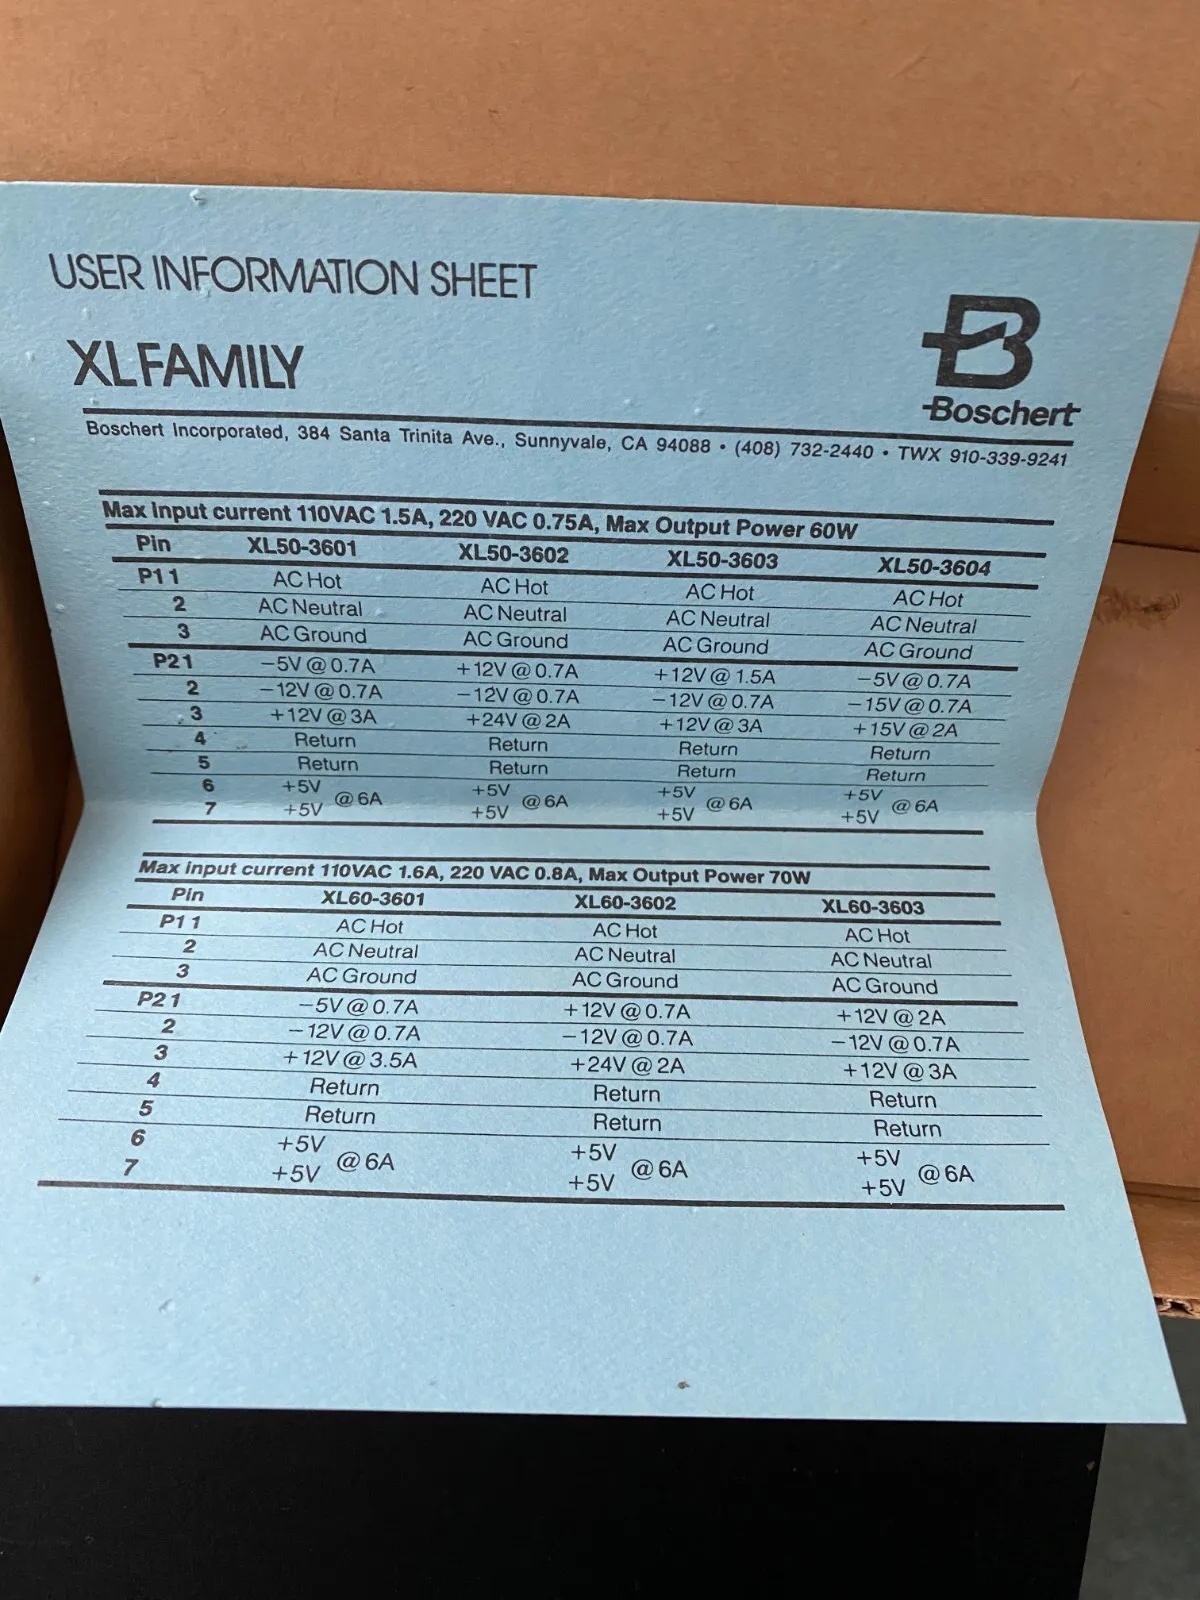 USER INFORMATION SHEET
XL FAMILY
Boschert
Boschert Incorporated, 384 Santa Trinita Ave., Sunnyvale, CA 94088 • (408) 732-2440 • TWX 910-339-9241
Max Input current 110VAC 1.5A, 220 VAC 0.75A, Max Output Power 60W
Pin XL50-3601 XL50-3602 XL50-3603 XL50-3604
P1 1 AC Hot AC Hot AC Hot AC Hot
2 AC Neutral AC Neutral AC Neutral AC Neutral
3 AC Ground AC Ground AC Ground AC Ground
P2 1 −5V @ 0.7A +12V @ 0.7A +12V @ 1.5A −5V @ 0.7A
2 −12V @ 0.7A −12V @ 0.7A −12V @ 0.7A −15V @ 0.7A
3 +12V @ 3A +24V @ 2A +12V @ 3A +15V @ 2A
4 Return Return Return Return
5 Return Return Return Return
6 +5V +5V +5V +5V
@ 6A @ 6A @ 6A @ 6A
7 +5V +5V +5V +5V
Max input current 110VAC 1.6A, 220 VAC 0.8A, Max Output Power 70W
Pin XL60-3601 XL60-3602 XL60-3603
P1 1 AC Hot AC Hot AC Hot
2 AC Neutral AC Neutral AC Neutral
3 AC Ground AC Ground AC Ground
P2 1 −5V @ 0.7A +12V @ 0.7A +12V @ 2A
2 −12V @ 0.7A −12V @ 0.7A −12V @ 0.7A
3 +12V @ 3.5A +24V @ 2A +12V @ 3A
4 Return Return Return
5 Return Return Return
6 +5V +5V +5V
@ 6A @ 6A @ 6A
7 +5V +5V +5V